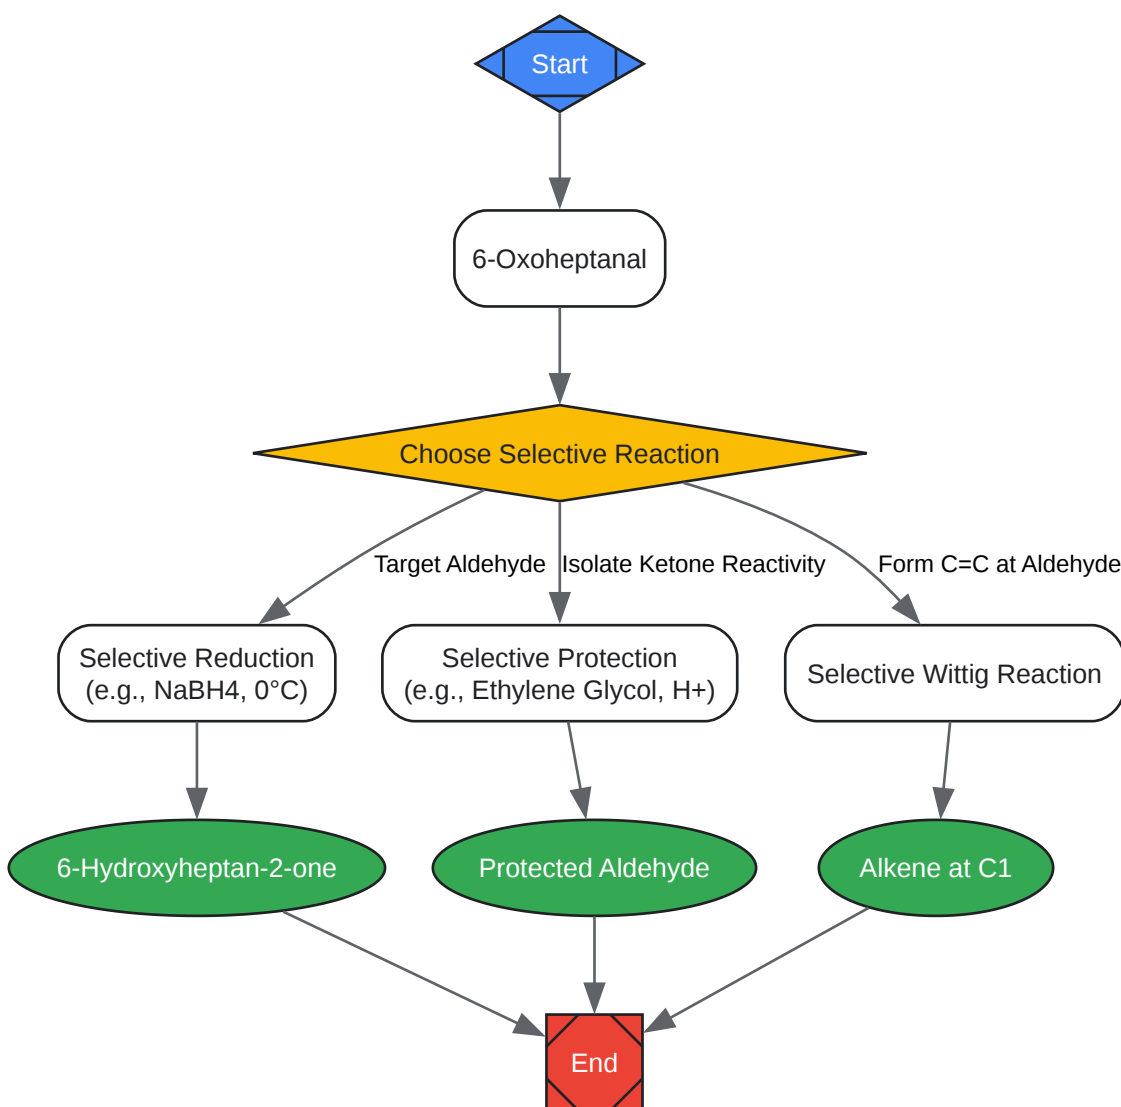 Start
6-Oxoheptanal
Choose Selective Reaction
Target Aldehyde
Isolate Ketone Reactivity
Form C=C at Aldehyde
Selective Reduction
(e.g., NaBH4, 0°C)
Selective Protection
(e.g., Ethylene Glycol, H+)
Selective Wittig Reaction
6-Hydroxyheptan-2-one
Protected Aldehyde
Alkene at C1
End